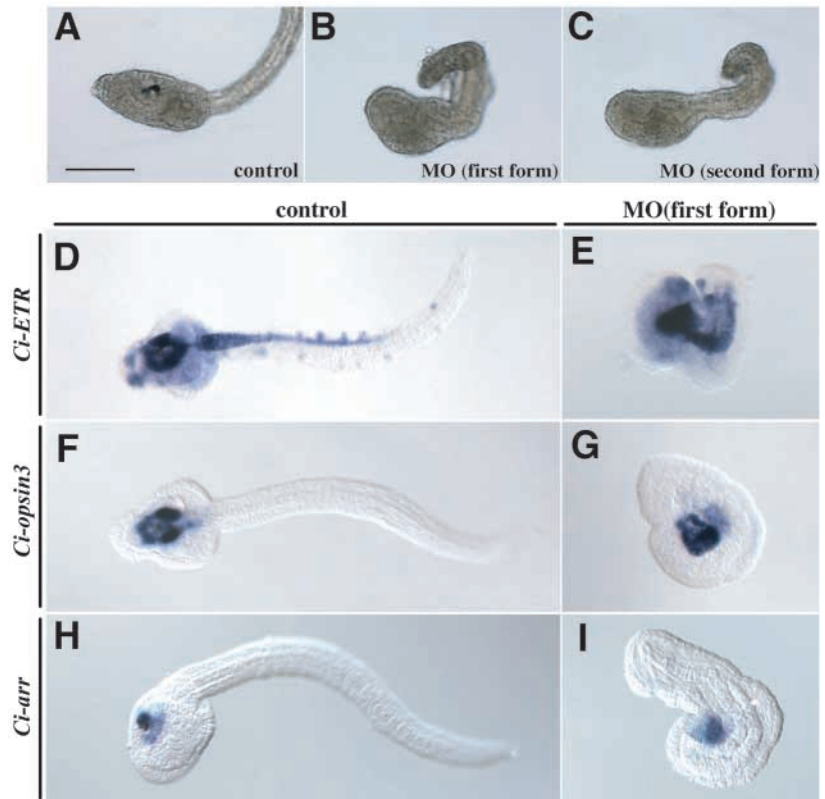 A
B
C
control
MO (first form)
MO (second form)
control
MO(first form)
Ci-ETR
D
E
Ci-opsin3
F
G
Ci-arr
H
I